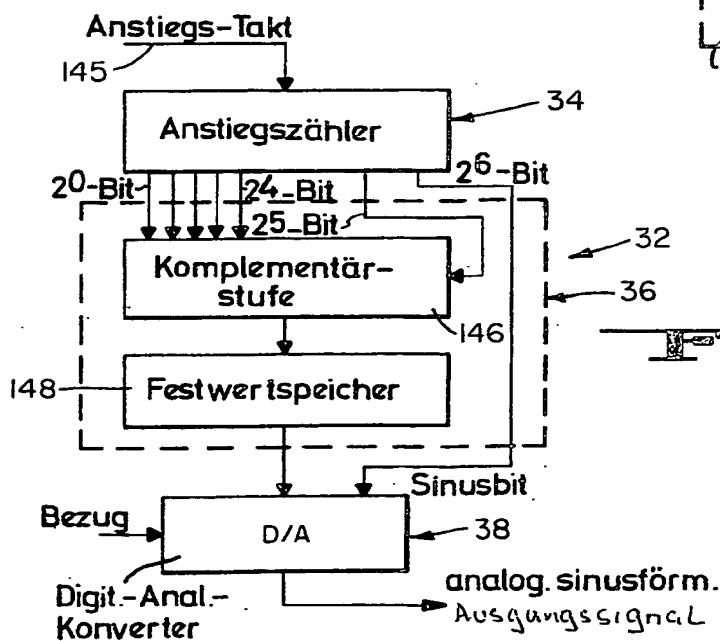 Anstiegs-Takt
145
34
Anstiegszähler
2⁶-Bit
2⁰-Bit
2⁴-Bit
2⁵-Bit
32
Komplementär-
stufe
36
146
148
Festwertspeicher
Sinusbit
Bezug
D/A
38
Digit.-Anal.-
Konverter
analog. sinusförm.
Ausgangssignal